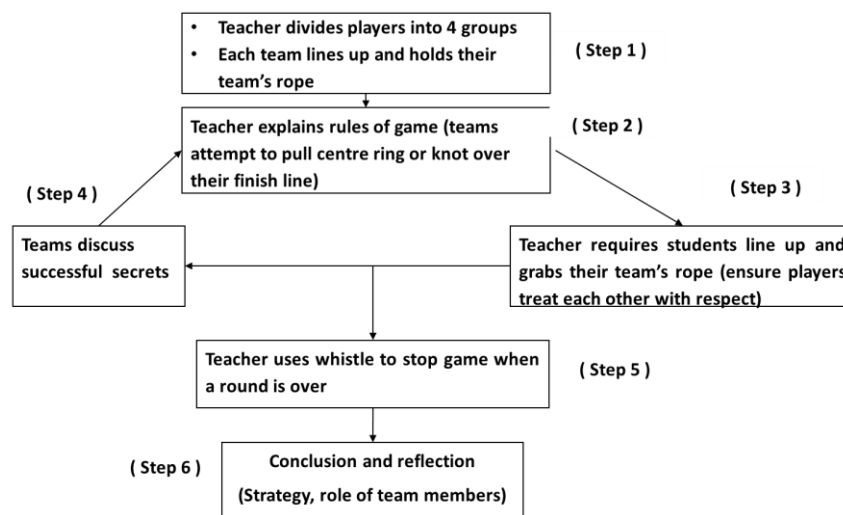 • Teacher divides players into 4 groups
• Each team lines up and holds their
team’s rope
( Step 1 )
Teacher explains rules of game (teams
attempt to pull centre ring or knot over
their finish line)
( Step 2 )
( Step 3 )
Teacher requires students line up and
grabs their team’s rope (ensure players
treat each other with respect)
( Step 4 )
Teams discuss
successful secrets
Teacher uses whistle to stop game when
a round is over
( Step 5 )
( Step 6 )
Conclusion and reflection
(Strategy, role of team members)